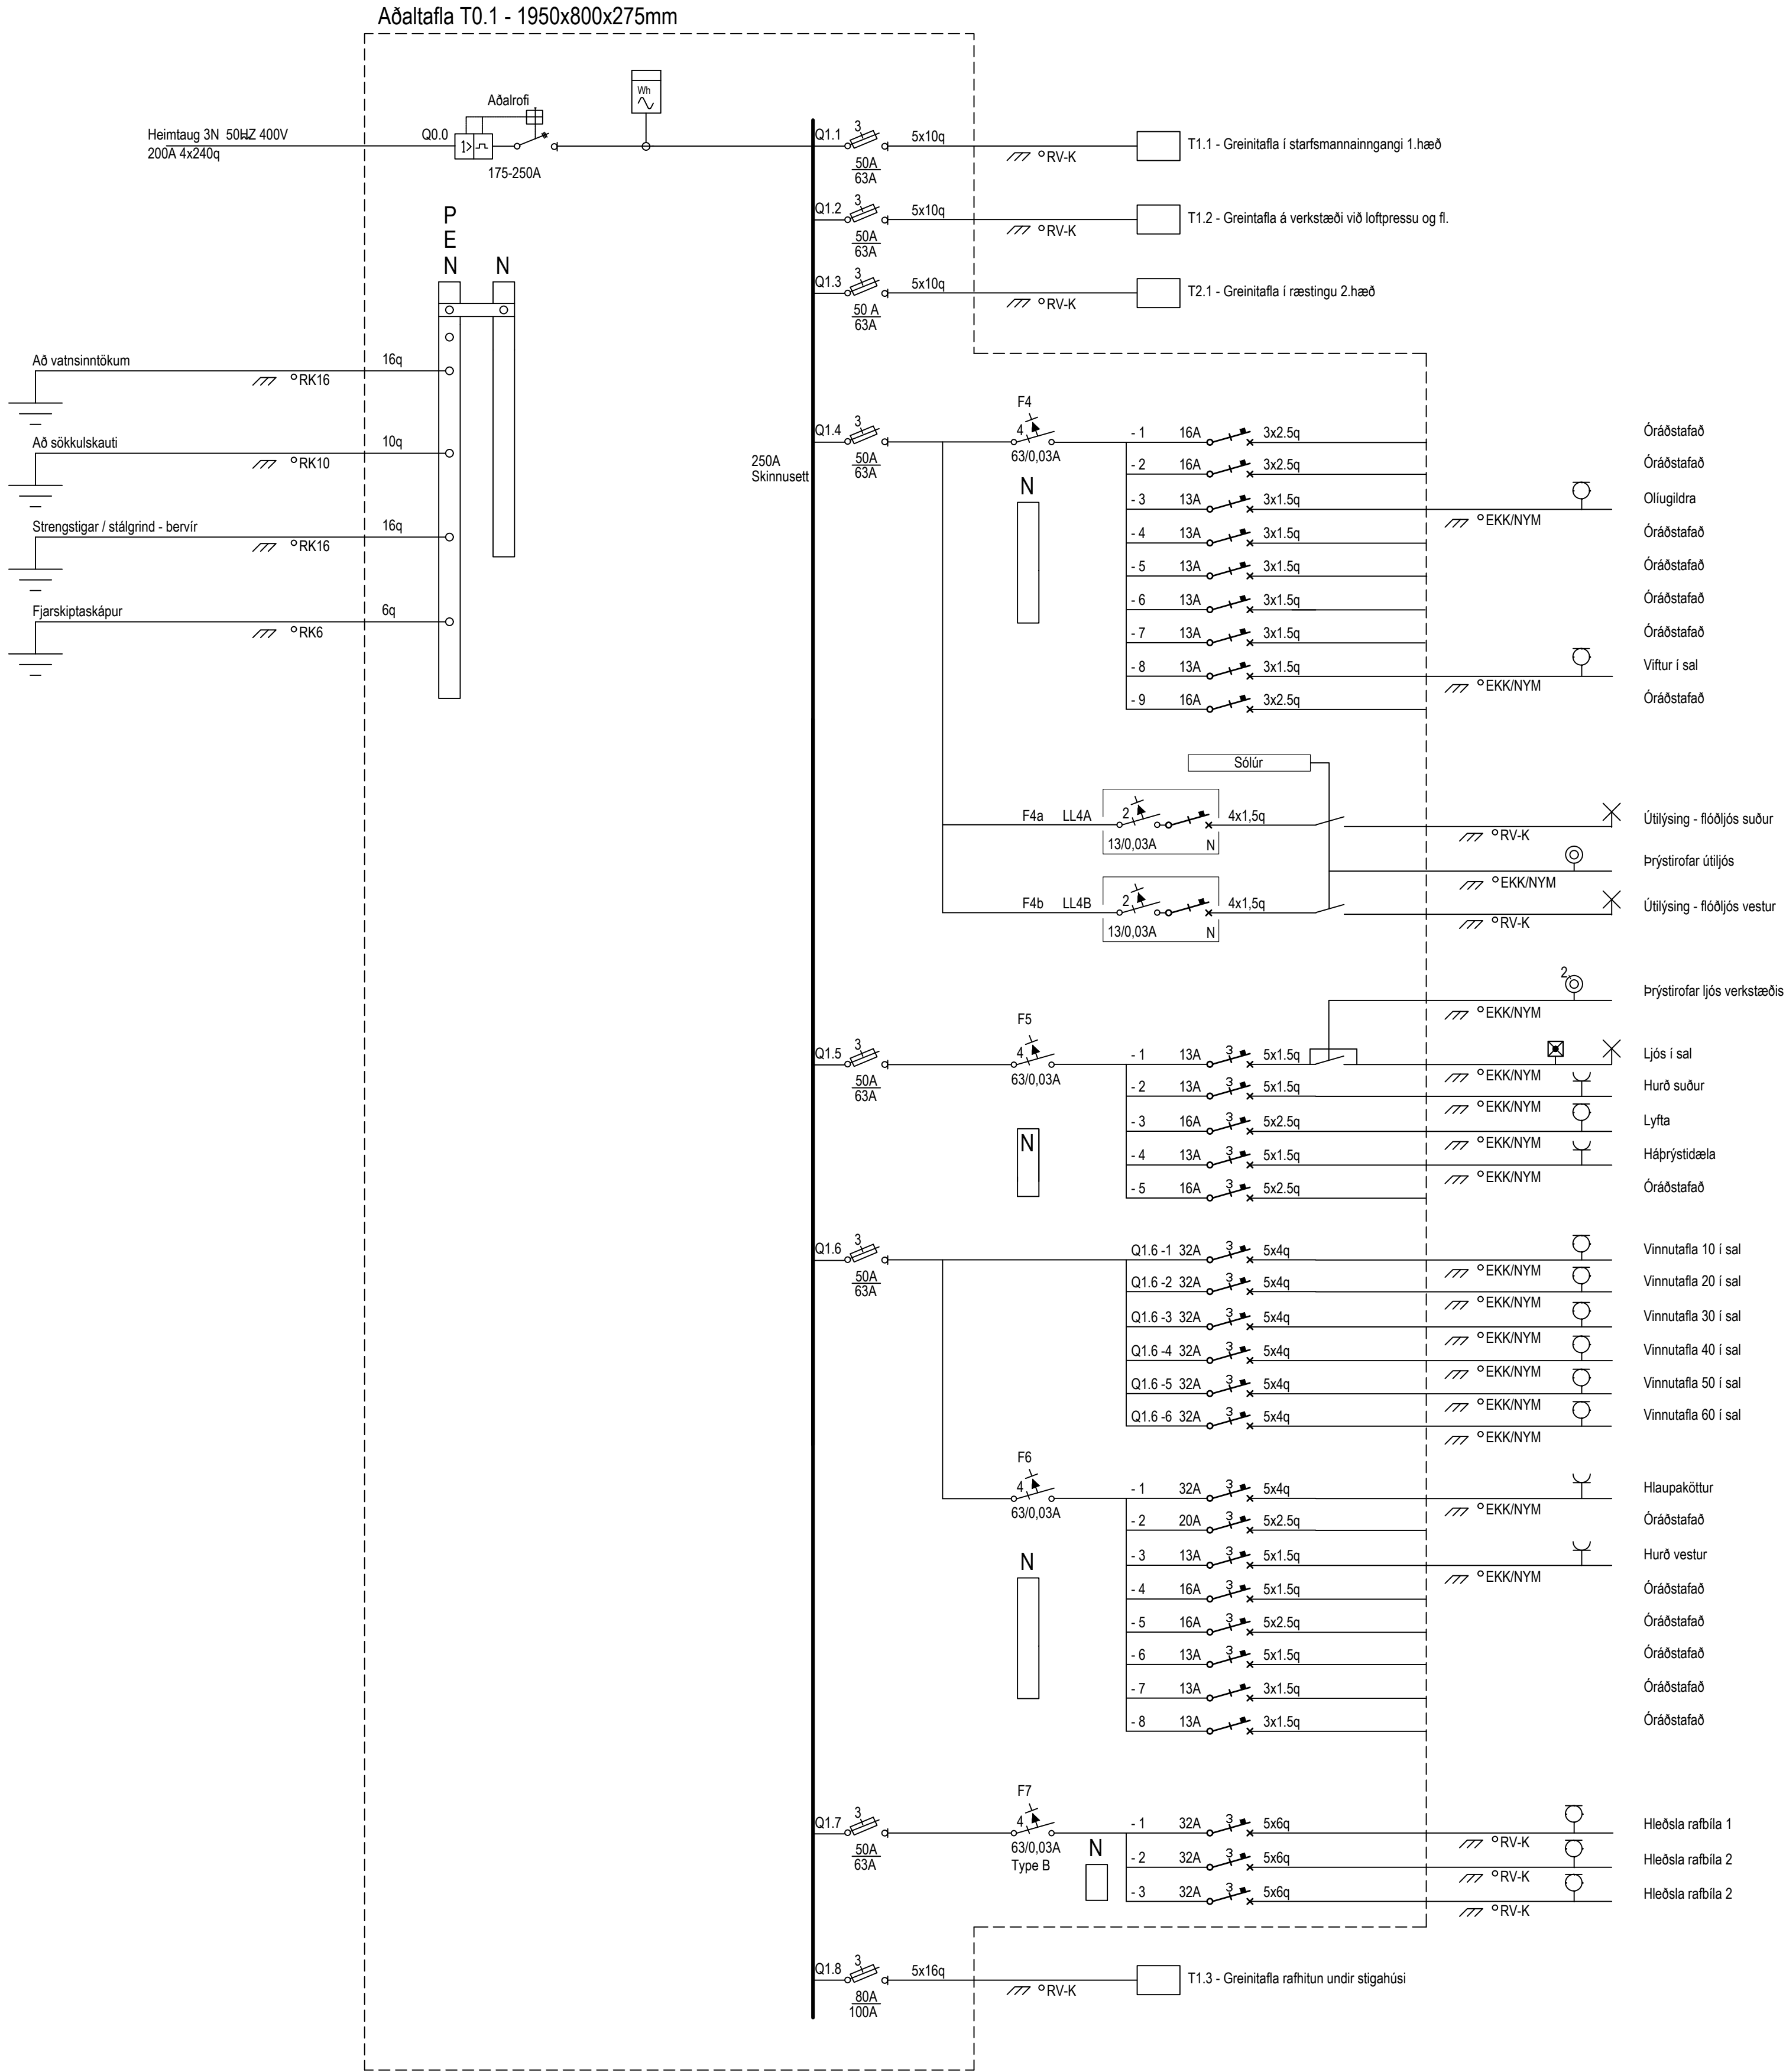 Aðaltafla T0.1 - 1950x800x275mm
Heimtaug 3N 50HZ 400V
200A 4x240q
Q0.0
Aðalrofi
1>
175-250A
Wh
P
E
N
N
Að vatnsinntökum
16q
RK16
Að sökkulskauti
10q
RK10
Strengstigar / stálgrind - bervír
16q
RK16
Fjarskiptaskápur
6q
RK6
250A
Skinnusett
Q1.1
3
50A
63A
5x10q
RV-K
T1.1 - Greinitafla í starfsmannainngangi 1.hæð
Q1.2
3
50A
63A
5x10q
RV-K
T1.2 - Greintafla á verkstæði við loftpressu og fl.
Q1.3
3
50 A
63A
5x10q
RV-K
T2.1 - Greinitafla í ræstingu 2.hæð
Q1.4
3
50A
63A
F4
4
63/0,03A
N
- 1 16A 3x2.5q Óráðstafað
- 2 16A 3x2.5q Óráðstafað
- 3 13A 3x1.5q EKK/NYM Olíugildra
- 4 13A 3x1.5q Óráðstafað
- 5 13A 3x1.5q Óráðstafað
- 6 13A 3x1.5q Óráðstafað
- 7 13A 3x1.5q Óráðstafað
- 8 13A 3x1.5q EKK/NYM Viftur í sal
- 9 16A 3x2.5q Óráðstafað
Sólúr
F4a LL4A 2 13/0,03A N 4x1,5q RV-K Útilýsing - flóðljós suður
EKK/NYM Þrýstirofar útiljós
F4b LL4B 2 13/0,03A N 4x1,5q RV-K Útilýsing - flóðljós vestur
2 EKK/NYM Þrýstirofar ljós verkstæðis
Q1.5
3
50A
63A
F5
4
63/0,03A
N
- 1 13A 3 5x1.5q EKK/NYM Ljós í sal
- 2 13A 3 5x1.5q EKK/NYM Hurð suður
- 3 16A 3 5x2.5q EKK/NYM Lyfta
- 4 13A 3 5x1.5q EKK/NYM Háþrýstidæla
- 5 16A 3 5x2.5q Óráðstafað
Q1.6
3
50A
63A
Q1.6 -1 32A 3 5x4q EKK/NYM Vinnutafla 10 í sal
Q1.6 -2 32A 3 5x4q EKK/NYM Vinnutafla 20 í sal
Q1.6 -3 32A 3 5x4q EKK/NYM Vinnutafla 30 í sal
Q1.6 -4 32A 3 5x4q EKK/NYM Vinnutafla 40 í sal
Q1.6 -5 32A 3 5x4q EKK/NYM Vinnutafla 50 í sal
Q1.6 -6 32A 3 5x4q EKK/NYM Vinnutafla 60 í sal
F6
4
63/0,03A
N
- 1 32A 3 5x4q EKK/NYM Hlaupaköttur
- 2 20A 3 5x2.5q Óráðstafað
- 3 13A 3 5x1.5q EKK/NYM Hurð vestur
- 4 16A 3 5x1.5q Óráðstafað
- 5 16A 3 5x2.5q Óráðstafað
- 6 13A 3 5x1.5q Óráðstafað
- 7 13A 3x1.5q Óráðstafað
- 8 13A 3x1.5q Óráðstafað
Q1.7
3
50A
63A
F7
4
63/0,03A
Type B
N
- 1 32A 3 5x6q RV-K Hleðsla rafbíla 1
- 2 32A 3 5x6q RV-K Hleðsla rafbíla 2
- 3 32A 3 5x6q RV-K Hleðsla rafbíla 2
Q1.8
3
80A
100A
5x16q
RV-K
T1.3 - Greinitafla rafhitun undir stigahúsi